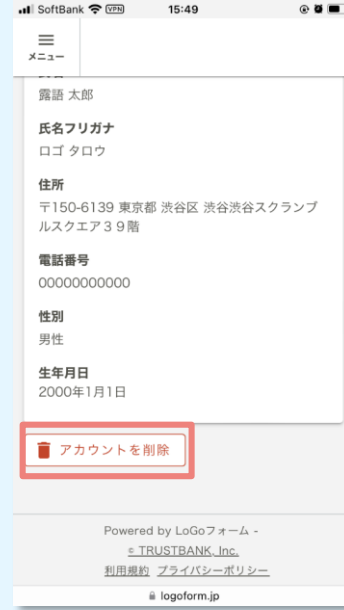 SoftBank VPN 15:49
メニュー
露語 太郎
氏名フリガナ
ロゴ タロウ
住所
〒150-6139 東京都 渋谷区 渋谷渋谷スクランブ
ルスクエア３９階
電話番号
00000000000
性別
男性
生年月日
2000年1月1日
アカウントを削除
Powered by LoGoフォーム -
© TRUSTBANK, Inc.
利用規約 プライバシーポリシー
logoform.jp